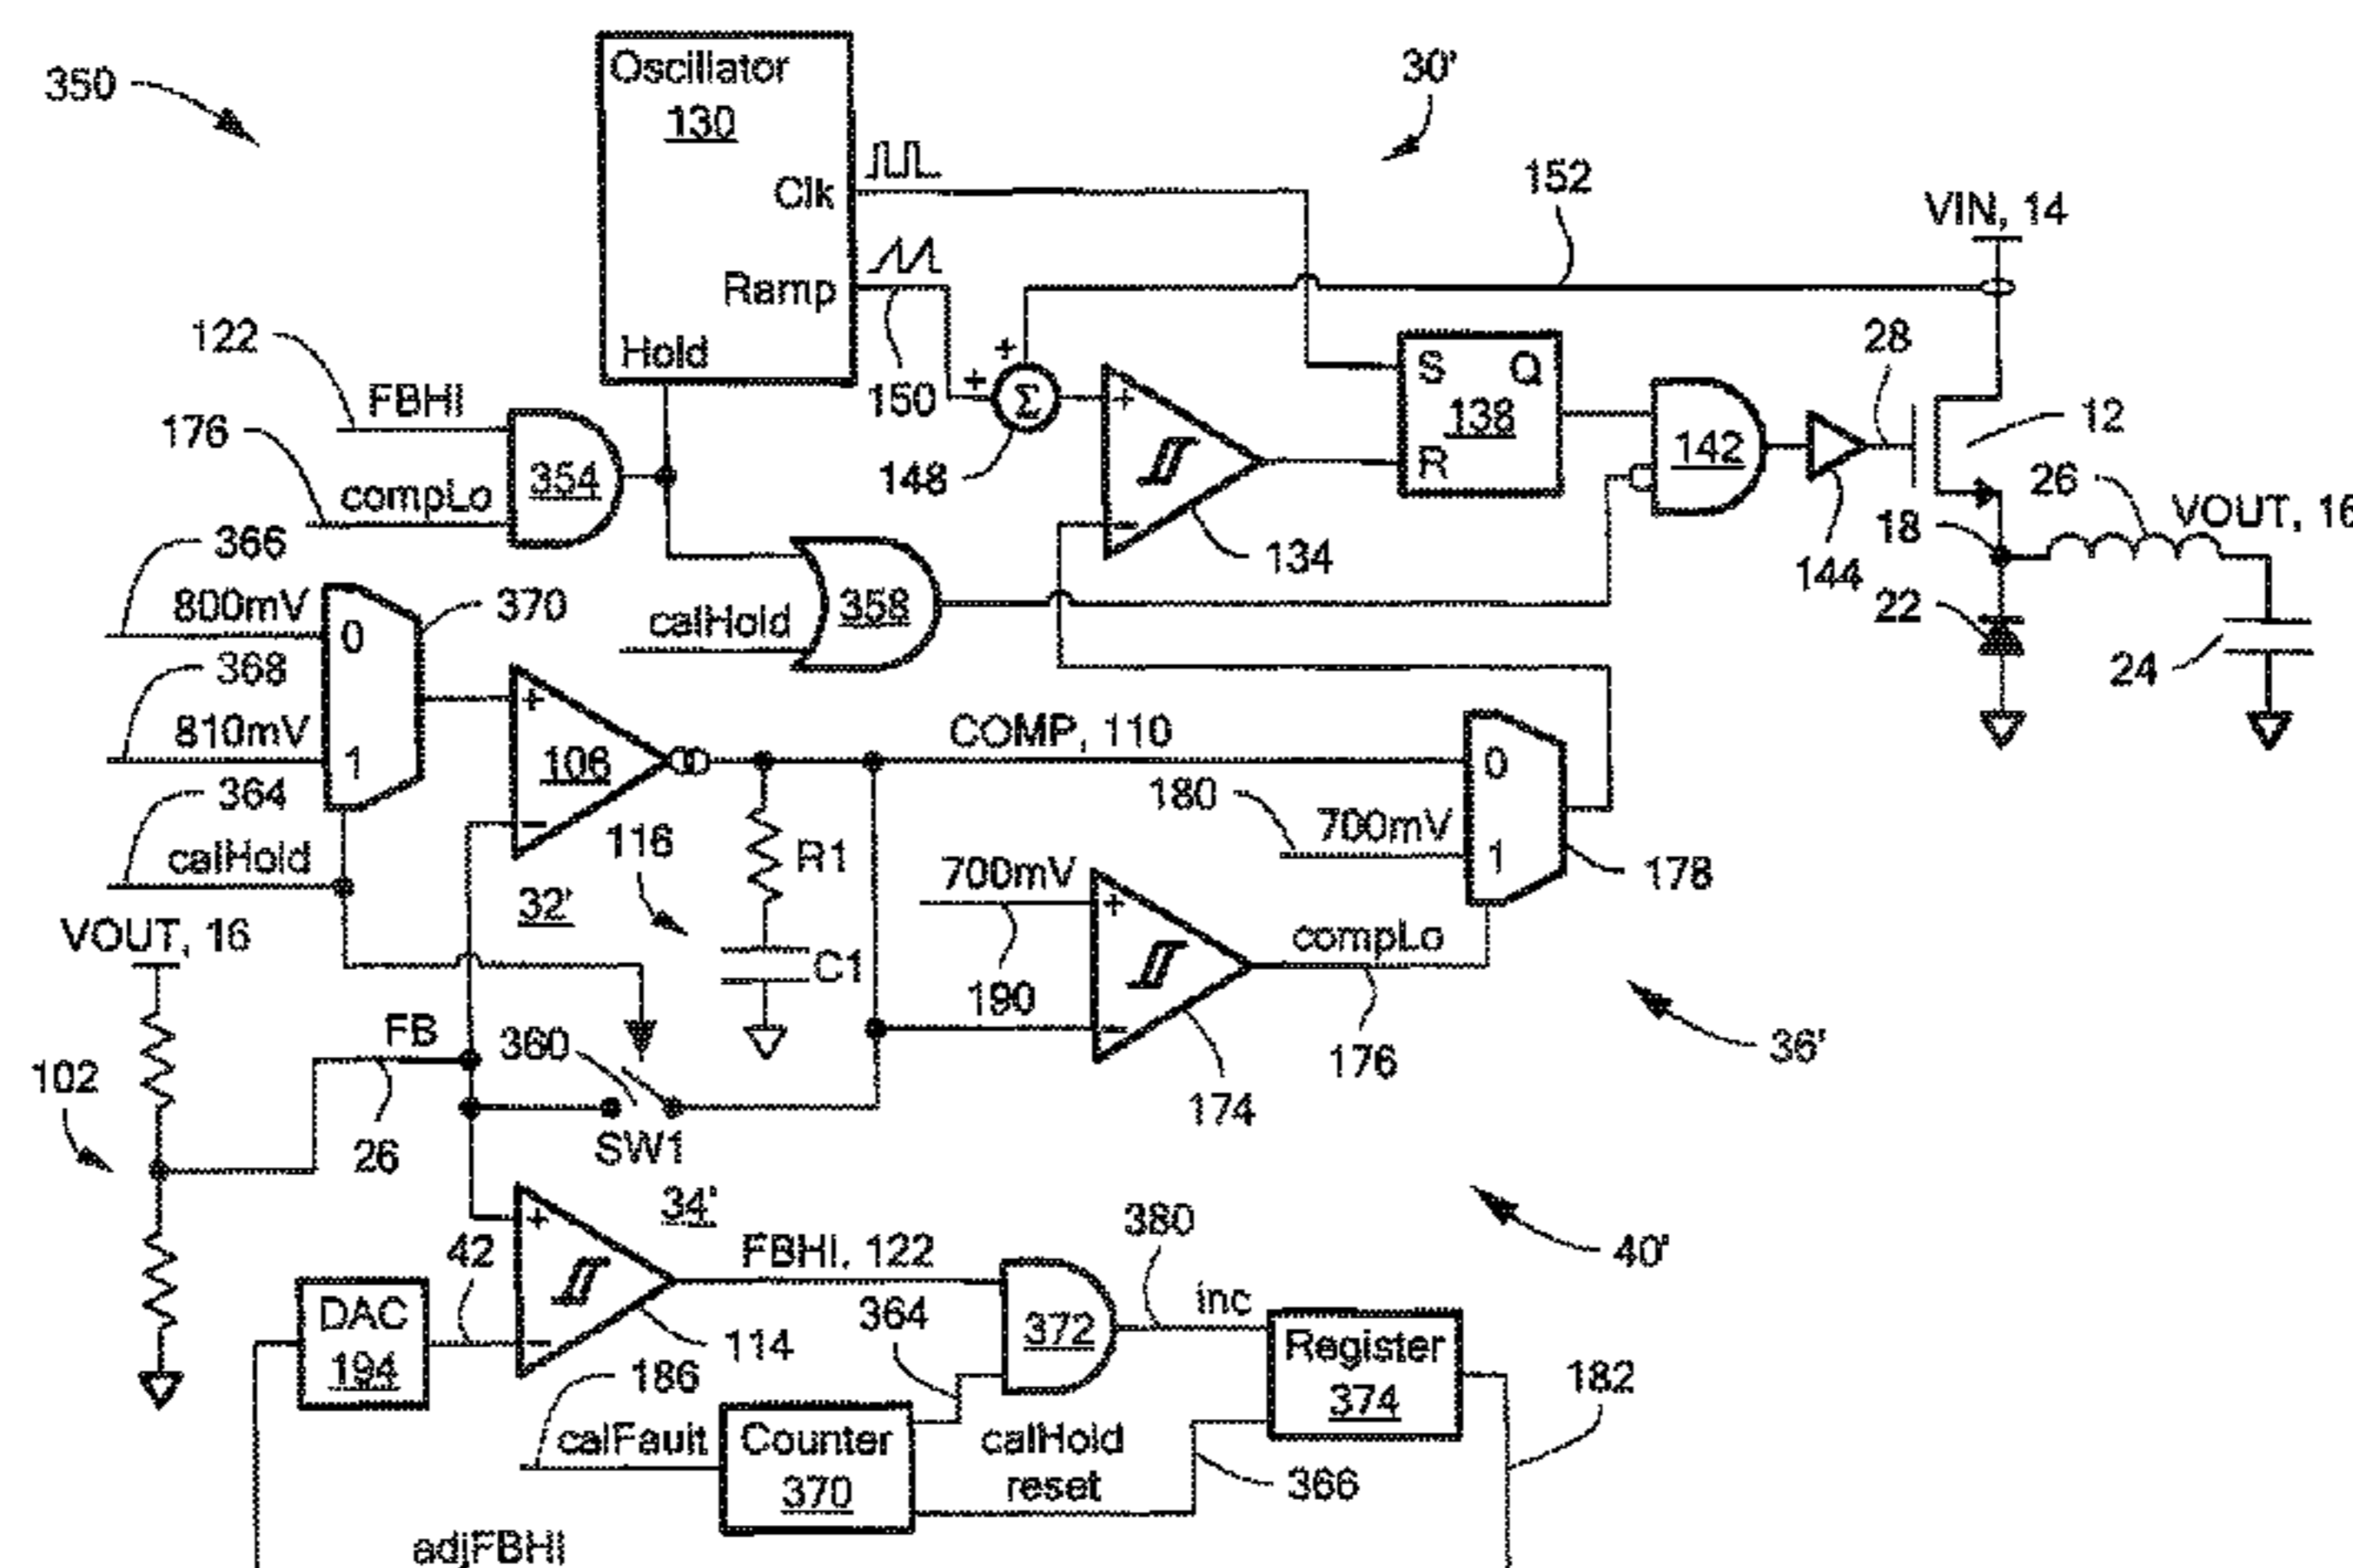 350
Oscillator
130
Clk
Ramp
Hold
30'
152
VIN, 14
122
FBHI
176
compLo
354
150
+
+
Σ
148
+
−
134
S Q
138
R
142
144
28
12
26
VOUT, 16
18
22
24
366
800mV
368
810mV
364
calHold
0
1
370
calHold
358
+
106
−
32'
COMP, 110
116
R1
C1
180
700mV
0
1
178
700mV
190
+
−
174
compLo
176
36'
VOUT, 16
102
FB
26
360
SW1
34'
40'
42
DAC
194
+
−
114
FBHI, 122
364
372
380
inc
Register
374
182
186
calFault
Counter
370
calHold
reset
366
adjFBHI